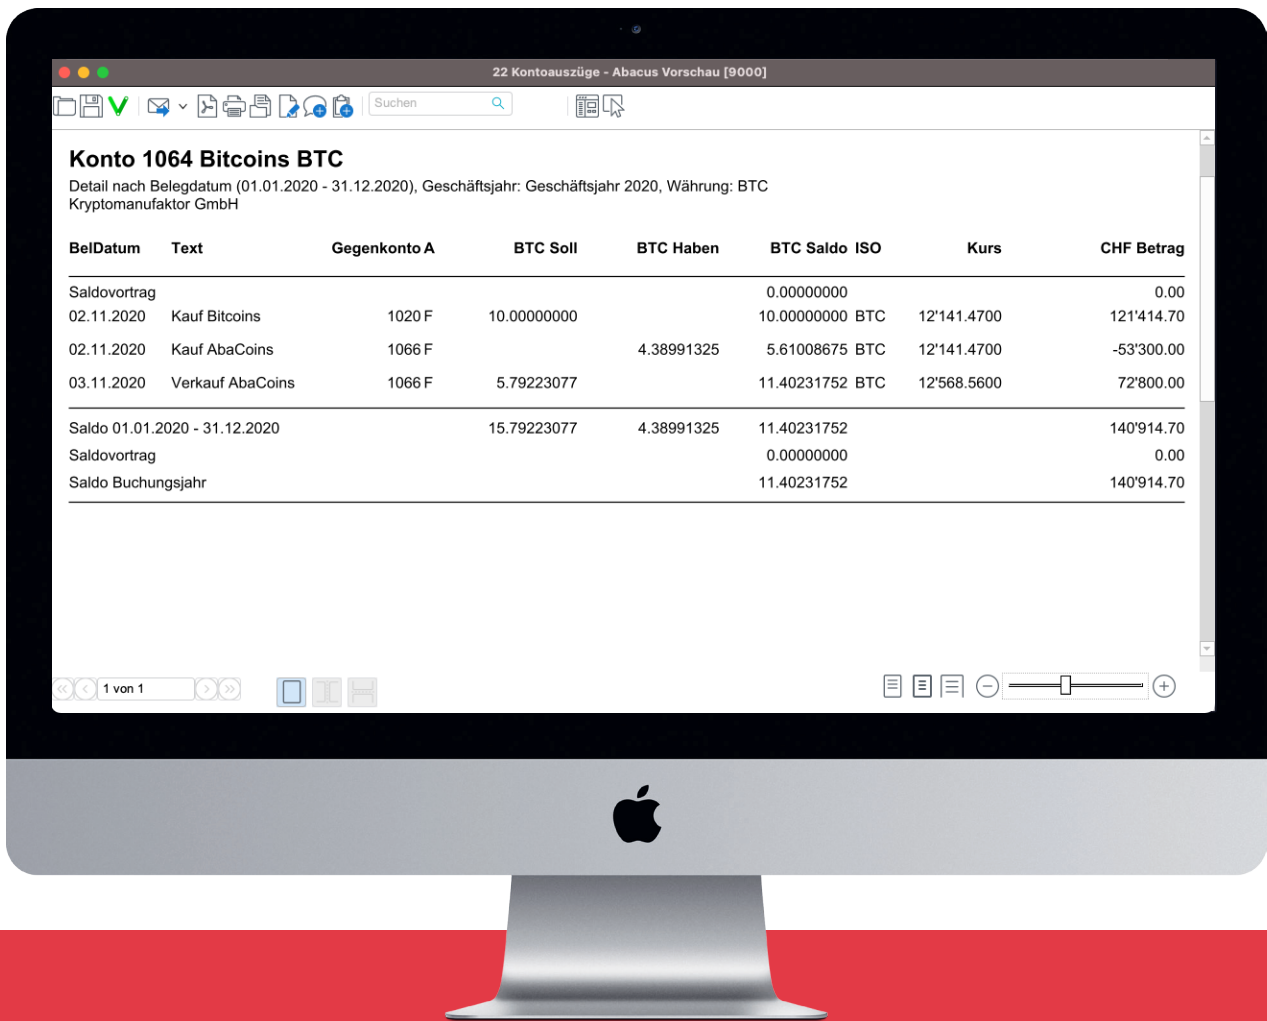 22 Kontoauszüge - Abacus Vorschau [9000]
Suchen
Konto 1064 Bitcoins BTC
Detail nach Belegdatum (01.01.2020 - 31.12.2020), Geschäftsjahr: Geschäftsjahr 2020, Währung: BTC
Kryptomanufaktor GmbH
BelDatum Text Gegenkonto A BTC Soll BTC Haben BTC Saldo ISO Kurs CHF Betrag
Saldovortrag 0.00000000 0.00
02.11.2020 Kauf Bitcoins 1020 F 10.00000000 10.00000000 BTC 12'141.4700 121'414.70
02.11.2020 Kauf AbaCoins 1066 F 4.38991325 5.61008675 BTC 12'141.4700 -53'300.00
03.11.2020 Verkauf AbaCoins 1066 F 5.79223077 11.40231752 BTC 12'568.5600 72'800.00
Saldo 01.01.2020 - 31.12.2020 15.79223077 4.38991325 11.40231752 140'914.70
Saldovortrag 0.00000000 0.00
Saldo Buchungsjahr 11.40231752 140'914.70
1 von 1